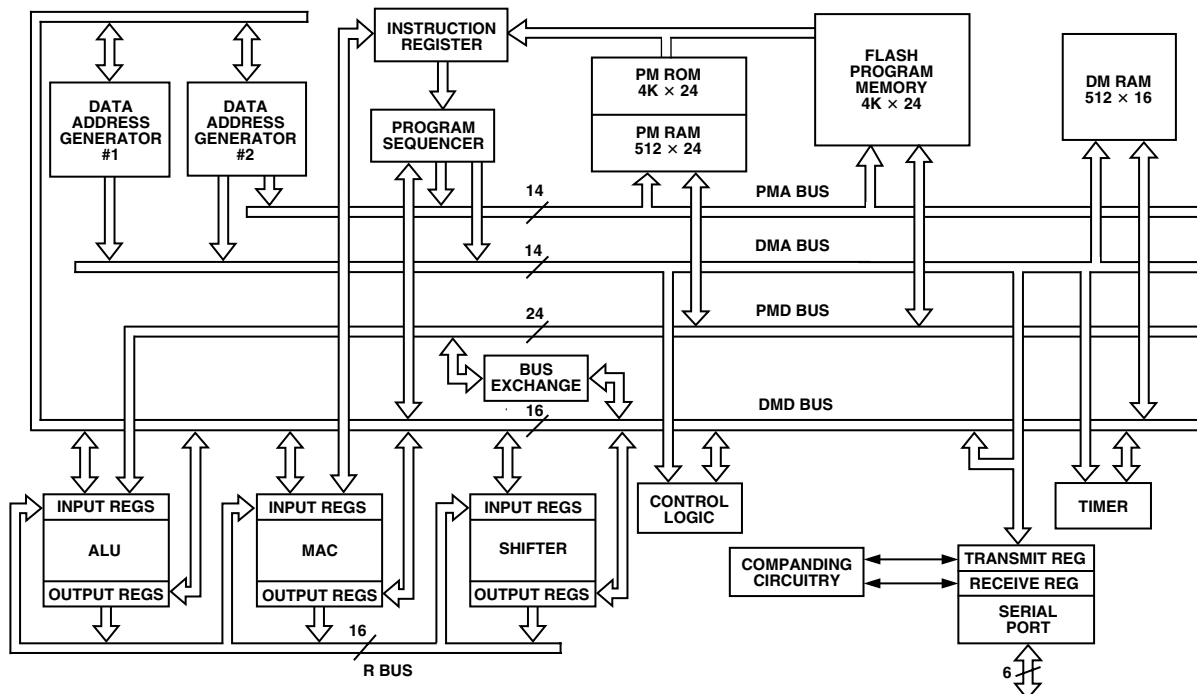 INSTRUCTION
REGISTER
DATA
ADDRESS
GENERATOR
#1
DATA
ADDRESS
GENERATOR
#2
PROGRAM
SEQUENCER
PM ROM
4K × 24
PM RAM
512 × 24
FLASH
PROGRAM
MEMORY
4K × 24
DM RAM
512 × 16
14
PMA BUS
14
DMA BUS
24
PMD BUS
BUS
EXCHANGE
16
DMD BUS
INPUT REGS
ALU
OUTPUT REGS
INPUT REGS
MAC
OUTPUT REGS
INPUT REGS
SHIFTER
OUTPUT REGS
CONTROL
LOGIC
TIMER
COMPANDING
CIRCUITRY
TRANSMIT REG
RECEIVE REG
SERIAL
PORT
16
R BUS
6